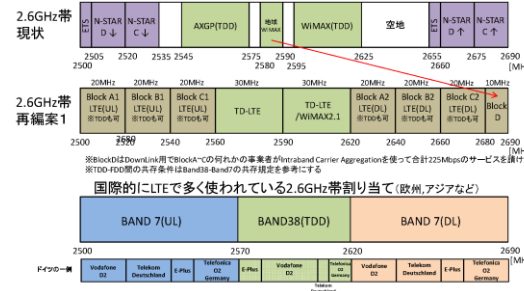 2.6GHz帯
現状
ETS
N-STAR
D ↓
N-STAR
C ↓
AXGP(TDD)
地域
WiMAX
WiMAX(TDD)
空地
ETS
N-STAR
D ↑
N-STAR
C ↑
2505 2520 2535 2545 2575 2595 2625 2655 2675 2690
2500 2580 2590 2660
20MHz 20MHz 20MHz 30MHz 30MHz 20MHz 20MHz 20MHz 10MHz
2.6GHz帯
再編案1
Block A1
LTE(UL)
※TDDも可
Block B1
LTE(UL)
※TDDも可
Block C1
LTE(UL)
※TDDも可
TD-LTE
TD-LTE
/WiMAX2.1
Block A2
LTE(DL)
※TDDも可
Block B2
LTE(DL)
※TDDも可
Block C2
LTE(DL)
※TDDも可
Block
D
2500 2520 2680 2540 2560 2590 2620 2640 2660 2680 2690
※BlockDはDownLink用でBlockA~Cの何れかの事業者がIntraband Carrier Aggregationを使って合計225Mbpsのサービスを
※TDD-FDD間の共存条件はBand38-Band7の共存規定を参考にする
国際的にLTEで多く使われている2.6GHz帯割り当て(欧州,アジアなど)
BAND 7(UL)
BAND38(TDD)
BAND 7(DL)
2500 2570 2620 2690
ドイツの一例
Vodafone
D2
Telekom
Deutschland
E-Plus
Telefonica
O2
Germany
E-Plus
Vodafone
D2
Telefonica
O2
Germany
Vodafone
D2
Telekom
Deutschland
E-Plus
Telefonica
O2
Germany
Telekom